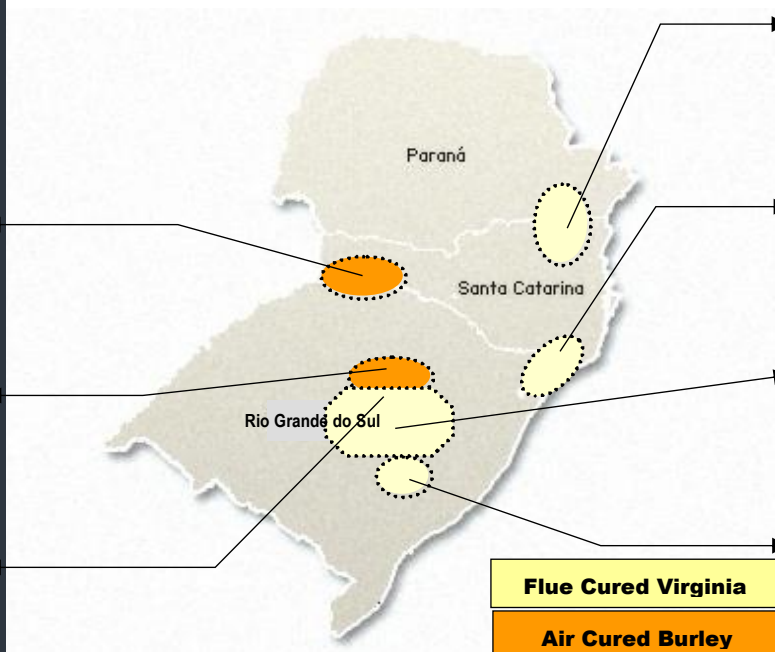 Paraná
Santa Catarina
Rio Grande do Sul
Flue Cured Virginia
Air Cured Burley